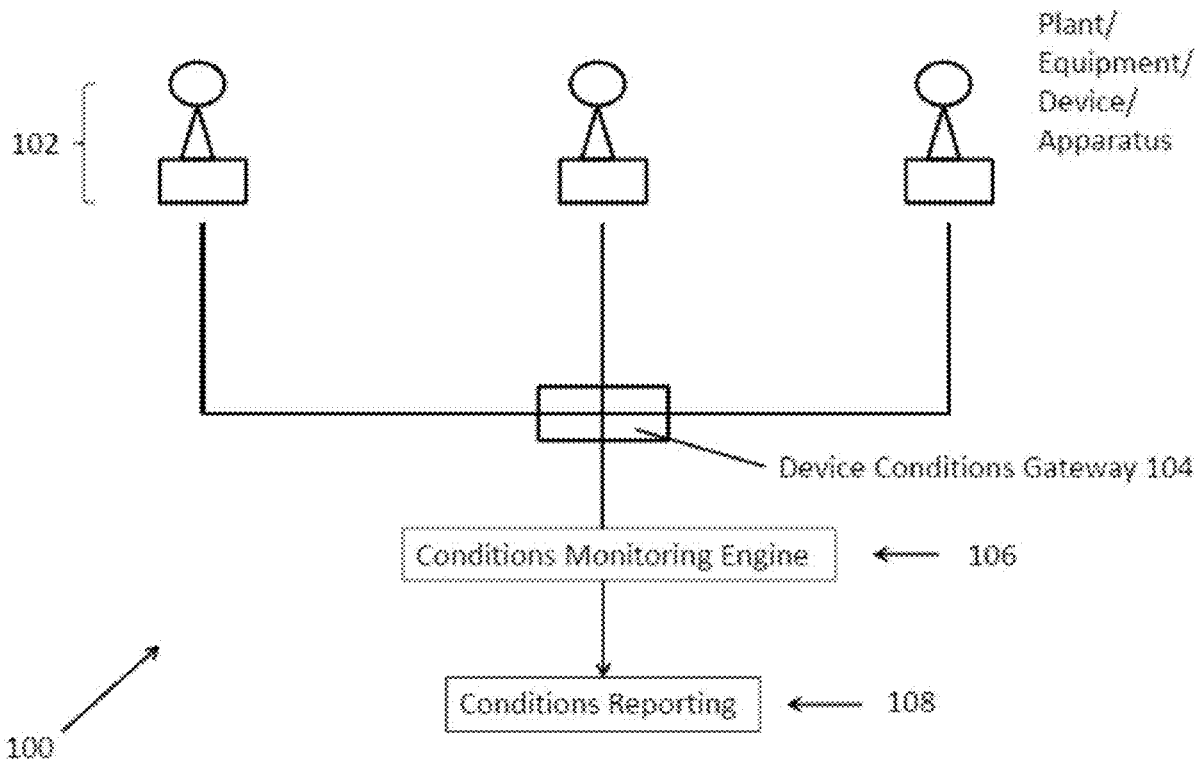 Plant/
Equipment/
Device/
Apparatus
102
Device Conditions Gateway 104
Conditions Monitoring Engine
106
Conditions Reporting
108
100